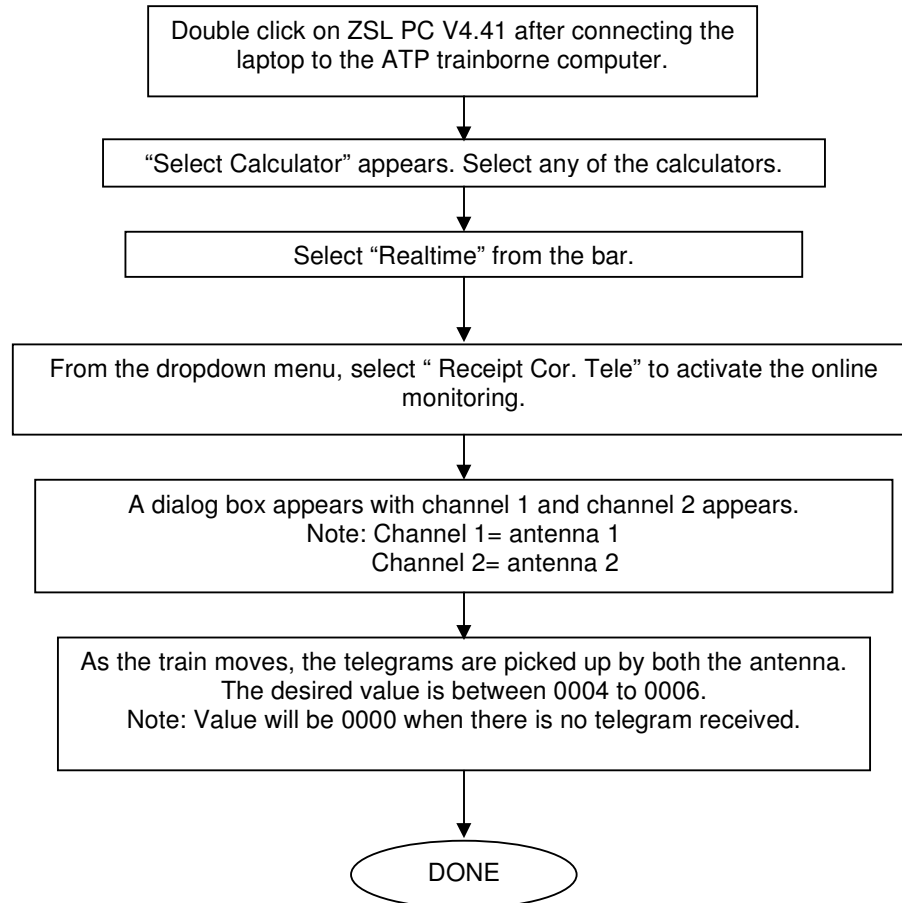 Double click on ZSL PC V4.41 after connecting the
laptop to the ATP trainborne computer.
“Select Calculator” appears. Select any of the calculators.
Select “Realtime” from the bar.
From the dropdown menu, select “ Receipt Cor. Tele” to activate the online
monitoring.
A dialog box appears with channel 1 and channel 2 appears.
Note: Channel 1= antenna 1
Channel 2= antenna 2
As the train moves, the telegrams are picked up by both the antenna.
The desired value is between 0004 to 0006.
Note: Value will be 0000 when there is no telegram received.
DONE